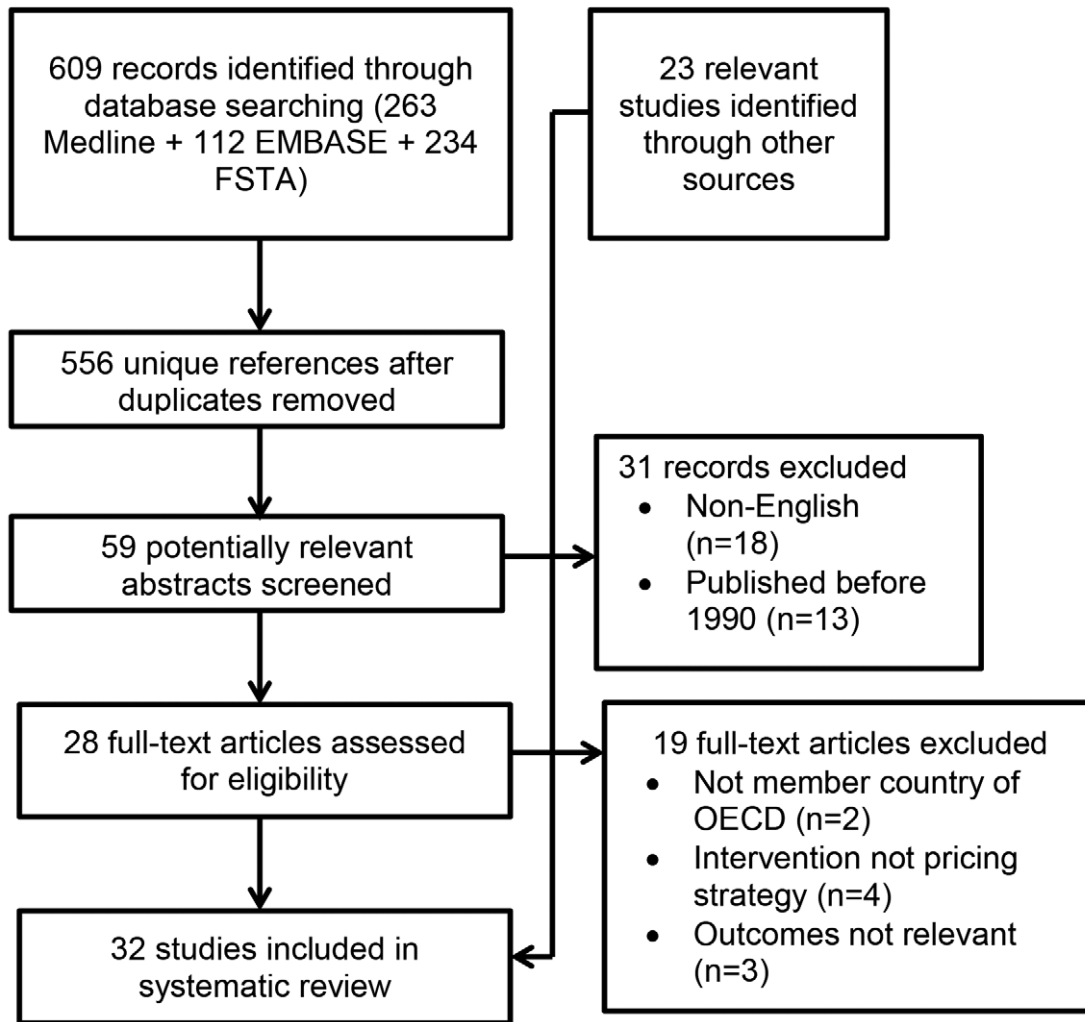 609 records identified through
database searching (263
Medline + 112 EMBASE + 234
FSTA)
23 relevant
studies identified
through other
sources
556 unique references after
duplicates removed
59 potentially relevant
abstracts screened
31 records excluded
• Non-English
(n=18)
• Published before
1990 (n=13)
28 full-text articles assessed
for eligibility
19 full-text articles excluded
• Not member country of
OECD (n=2)
• Intervention not pricing
strategy (n=4)
• Outcomes not relevant
(n=3)
32 studies included in
systematic review